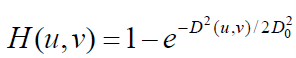 H(u,v) = 1 − e^{−D²(u,v)/2D₀²}